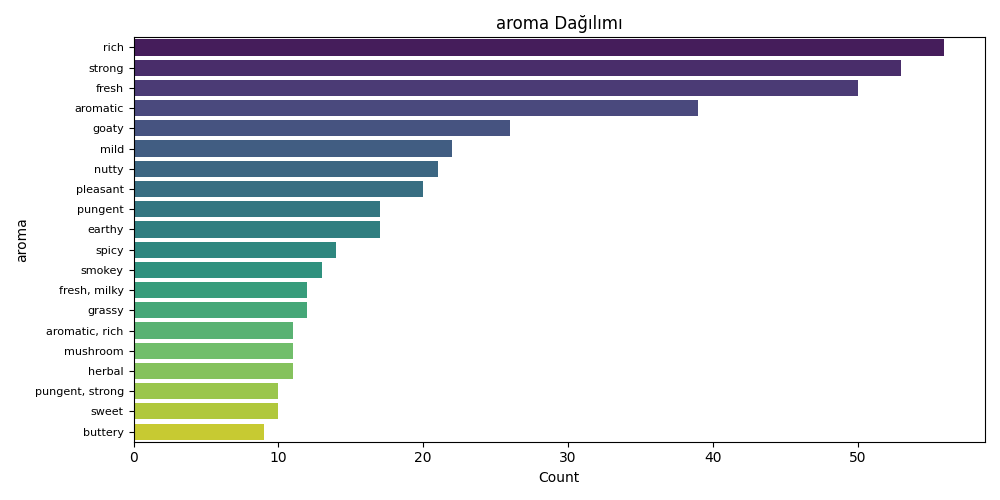 aroma Dağılımı
rich
strong
fresh
aromatic
goaty
mild
nutty
pleasant
pungent
earthy
spicy
smokey
fresh, milky
grassy
aromatic, rich
mushroom
herbal
pungent, strong
sweet
buttery
aroma
0 10 20 30 40 50
Count